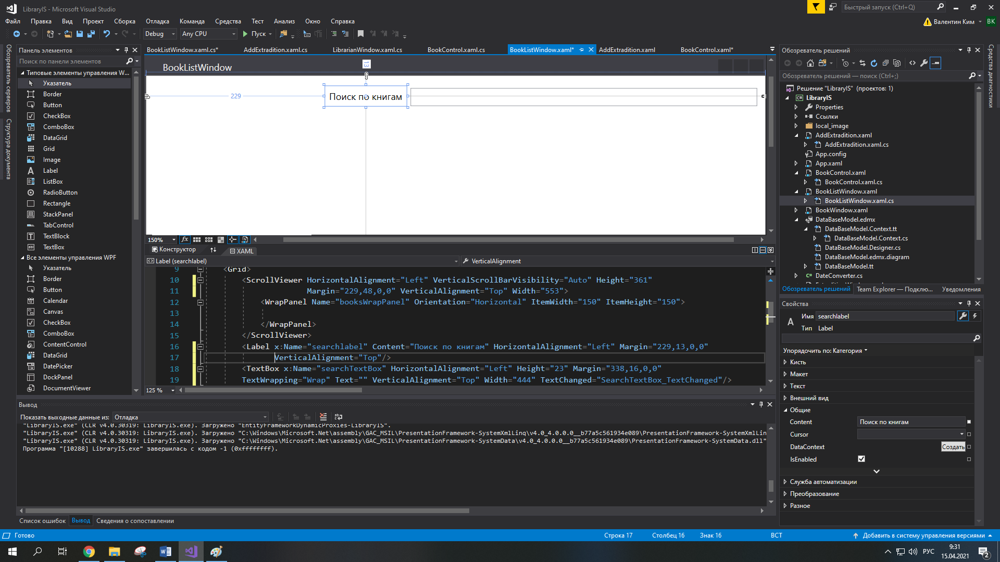 LibraryIS - Microsoft Visual Studio
Быстрый запуск (Ctrl+Q)
Файл Правка Вид Проект Сборка Отладка Команда Средства Тест Анализ Окно Справка
Валентин Ким ВК
Debug Any CPU Пуск
Обозреватель серверов
Структура документа
Панель элементов
Поиск по панели элементов
Типовые элементы управления W...
Указатель
Border
Button
CheckBox
ComboBox
DataGrid
Grid
Image
Label
ListBox
RadioButton
Rectangle
StackPanel
TabControl
TextBlock
TextBox
Все элементы управления WPF
Указатель
Border
Button
Calendar
Canvas
CheckBox
ComboBox
ContentControl
DataGrid
DatePicker
DockPanel
DocumentViewer
BookListWindow.xaml.cs* AddExtradition.xaml.cs LibrarianWindow.xaml.cs BookControl.xaml.cs BookListWindow.xaml* AddExtradition.xaml BookControl.xaml*
BookListWindow
13
229
Поиск по книгам
150%
Конструктор XAML
Label (searchlabel) VerticalAlignment
9 <Grid>
10 <ScrollViewer HorizontalAlignment="Left" VerticalScrollBarVisibility="Auto" Height="361"
11 Margin="229,48,0,0" VerticalAlignment="Top" Width="553">
12 <WrapPanel Name="booksWrapPanel" Orientation="Horizontal" ItemWidth="150" ItemHeight="150">
13
14 </WrapPanel>
15 </ScrollViewer>
16 <Label x:Name="searchlabel" Content="Поиск по книгам" HorizontalAlignment="Left" Margin="229,13,0,0"
17 VerticalAlignment="Top"/>
18 <TextBox x:Name="searchTextBox" HorizontalAlignment="Left" Height="23" Margin="338,16,0,0"
19 TextWrapping="Wrap" Text="" VerticalAlignment="Top" Width="444" TextChanged="SearchTextBox_TextChanged"/>
125 %
Вывод
Показать выходные данные из: Отладка
"LibraryIS.exe" (CLR v4.0.30319: LibraryIS.exe). Загружено "EntityFrameworkDynamicProxies-LibraryIS".
"LibraryIS.exe" (CLR v4.0.30319: LibraryIS.exe). Загружено "C:\Windows\Microsoft.Net\assembly\GAC_MSIL\PresentationFramework-SystemXmlLinq\v4.0_4.0.0.0__b77a5c561934e089\PresentationFramework-SystemXmlLin
"LibraryIS.exe" (CLR v4.0.30319: LibraryIS.exe). Загружено "C:\Windows\Microsoft.Net\assembly\GAC_MSIL\PresentationFramework-SystemData\v4.0_4.0.0.0__b77a5c561934e089\PresentationFramework-SystemData.dll"
Программа "[10288] LibraryIS.exe" завершилась с кодом -1 (0xffffffff).
Список ошибок Вывод Сведения о сопоставлении
Обозреватель решений
Обозреватель решений — поиск (Ctrl+;)
Решение "LibraryIS" (проектов: 1)
LibraryIS
Properties
Ссылки
local_image
AddExtradition.xaml
AddExtradition.xaml.cs
App.config
App.xaml
BookControl.xaml
BookControl.xaml.cs
BookListWindow.xaml
BookListWindow.xaml.cs
BookWindow.xaml
DataBaseModel.edmx
DataBaseModel.Context.tt
DataBaseModel.Context.cs
DataBaseModel.Designer.cs
DataBaseModel.edmx.diagram
DataBaseModel.tt
DateConverter.cs
Обозреватель решений Team Explorer — Подклю... Уведомления
Средства диагностики
Свойства
Имя searchlabel
Тип Label
Упорядочить по: Категория
Кисть
Макет
Текст
Внешний вид
Общие
Content Поиск по книгам
Cursor
DataContext Создать
IsEnabled
Служба автоматизации
Преобразование
Разное
Готово Строка 17 Столбец 16 Знак 16 ВСТ Добавить в систему управления версиями
РУС 9:31
15.04.2021
2